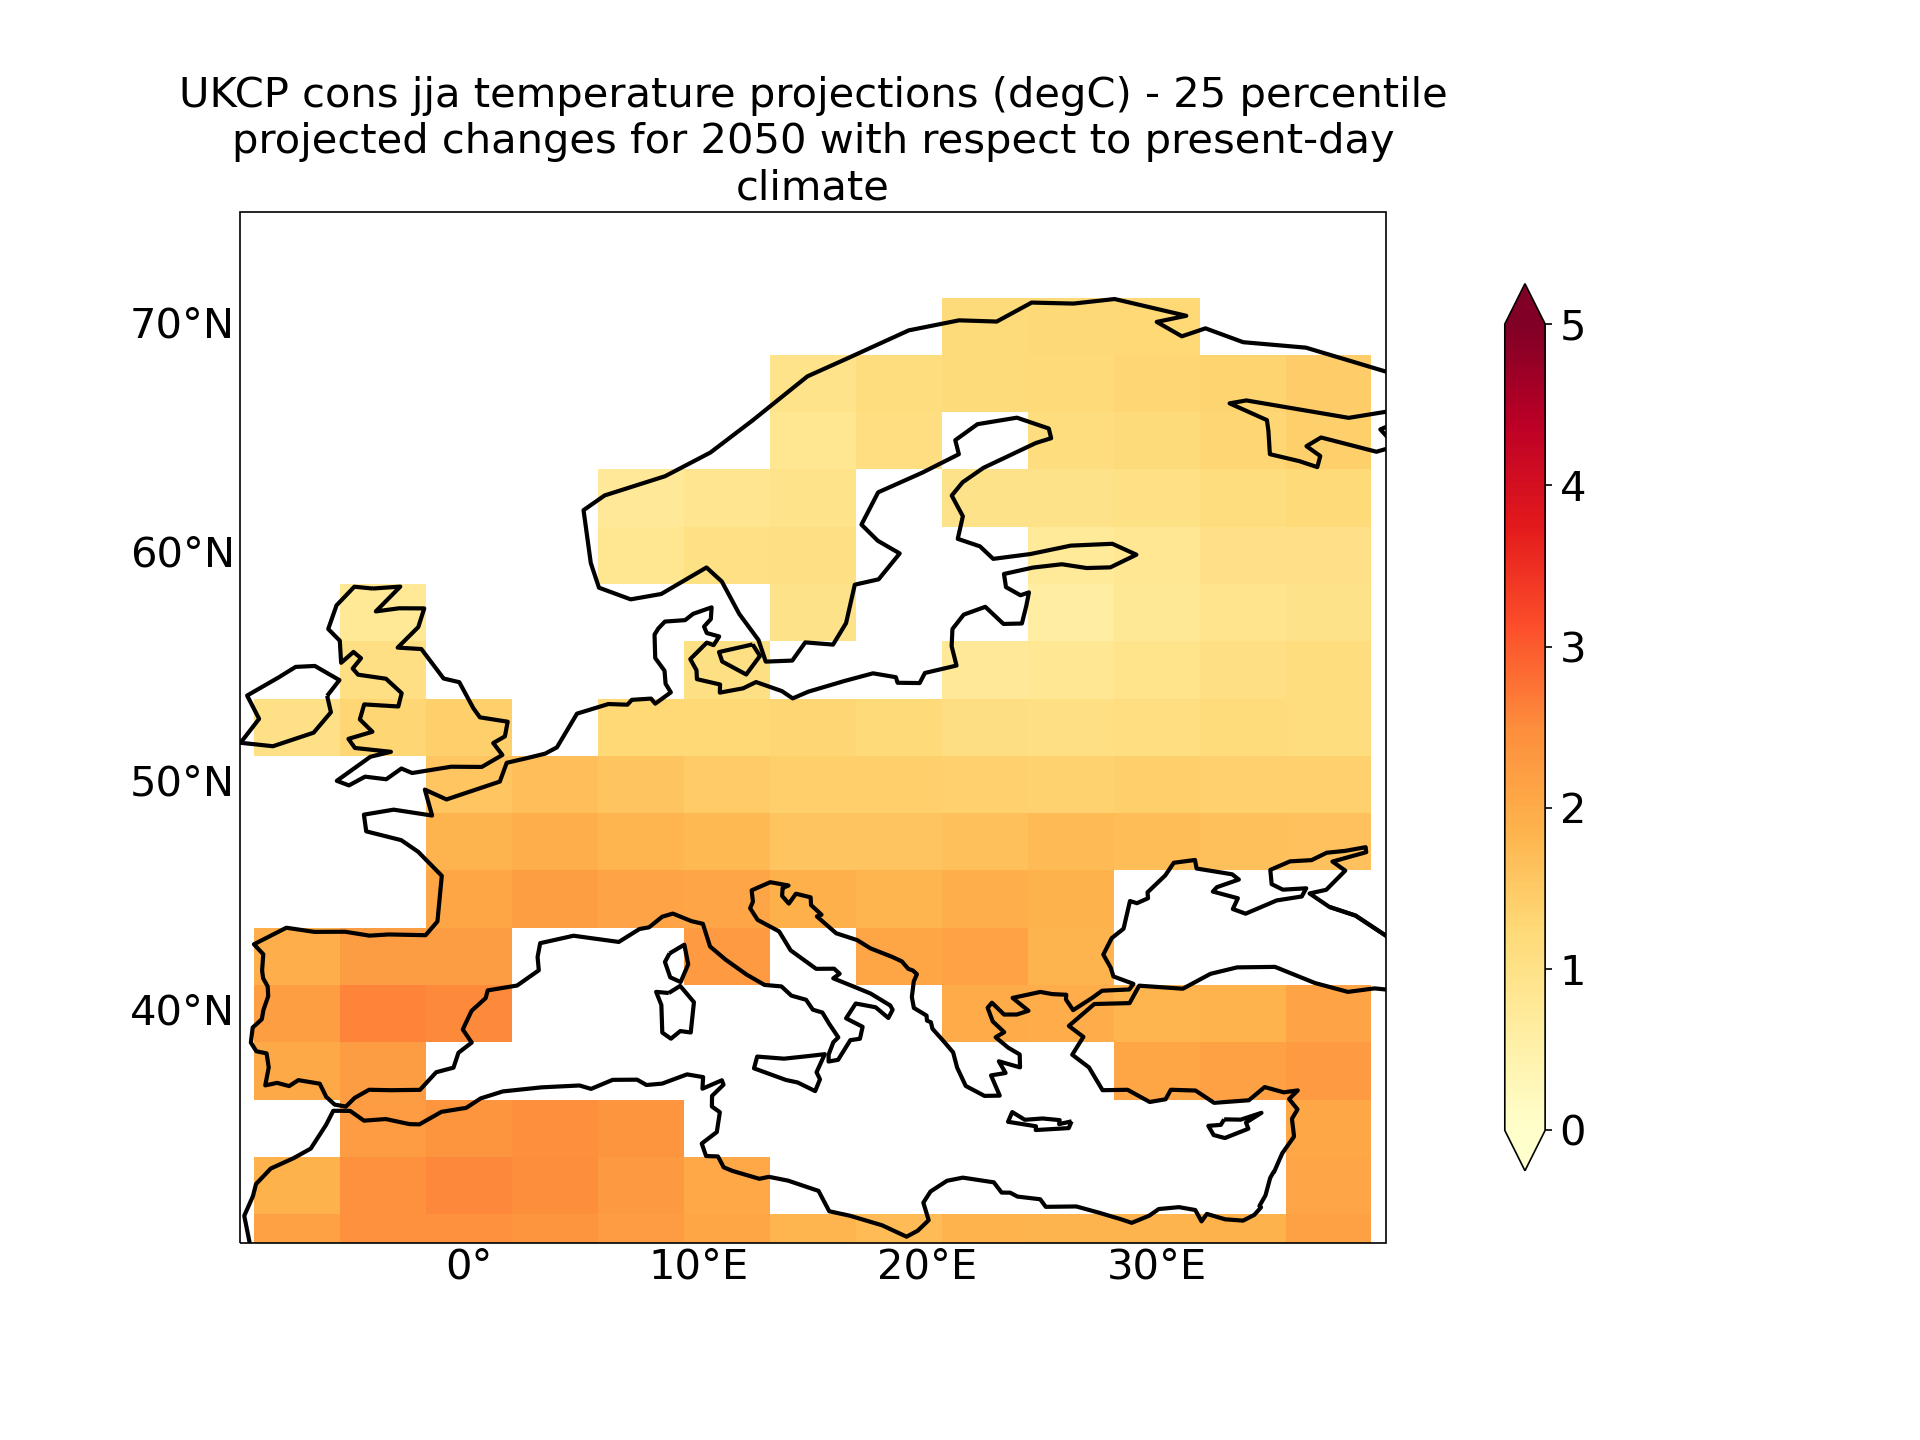 UKCP cons jja temperature projections (degC) - 25 percentile
projected changes for 2050 with respect to present-day
climate
70°N
60°N
50°N
40°N
0°
10°E
20°E
30°E
5
4
3
2
1
0